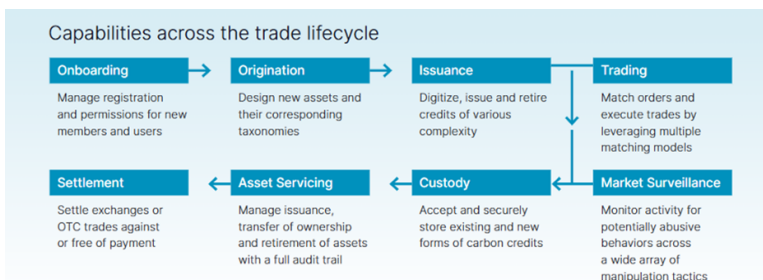 Capabilities across the trade lifecycle
Onboarding
Manage registration
and permissions for new
members and users
Origination
Design new assets and
their corresponding
taxonomies
Issuance
Digitize, issue and retire
credits of various
complexity
Trading
Match orders and
execute trades by
leveraging multiple
matching models
Settlement
Settle exchanges or
OTC trades against
or free of payment
Asset Servicing
Manage issuance,
transfer of ownership
and retirement of assets
with a full audit trail
Custody
Accept and securely
store existing and new
forms of carbon credits
Market Surveillance
Monitor activity for
potentially abusive
behaviors across
a wide array of
manipulation tactics